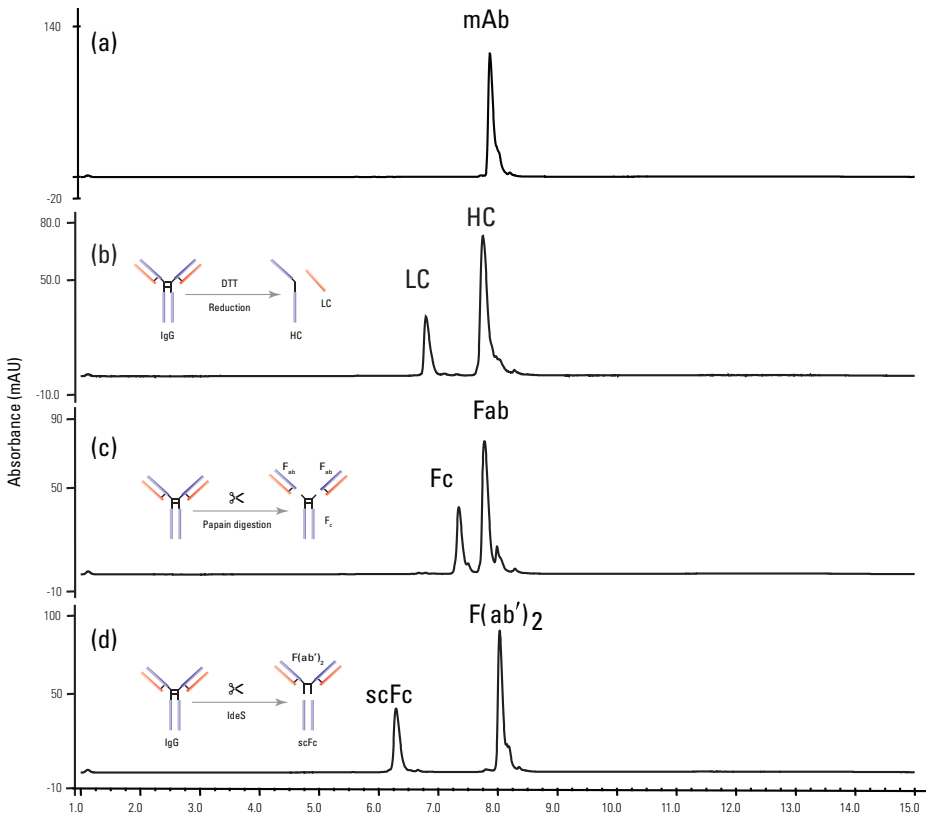 mAb
140
(a)
-20
80.0
HC
(b)
50.0
LC
DTT
Reduction
LC
IgG
HC
-10.0
Absorbance (mAU)
90
Fab
(c)
Fc
50
Fab
Fab
Papain digestion
Fc
-10
100
F(ab′)2
(d)
F(ab')2
50
scFc
IdeS
IgG
scFc
-10
1.0 2.0 3.0 4.0 5.0 6.0 7.0 8.0 9.0 10.0 11.0 12.0 13.0 14.0 15.0